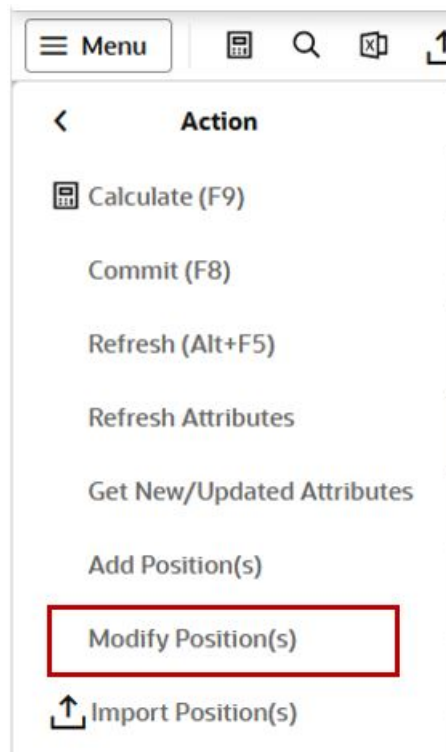 Menu
Action
Calculate (F9)
Commit (F8)
Refresh (Alt+F5)
Refresh Attributes
Get New/Updated Attributes
Add Position(s)
Modify Position(s)
Import Position(s)